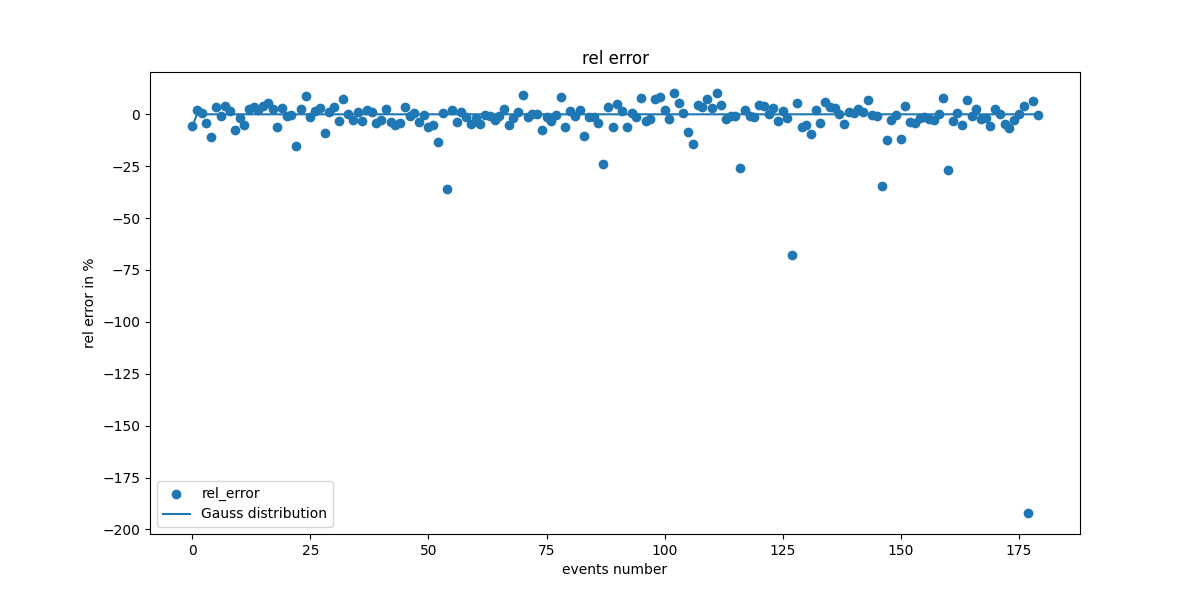 rel error
0
−25
−50
−75
−100
−125
−150
−175
−200
rel error in %
rel_error
Gauss distribution
0 25 50 75 100 125 150 175
events number